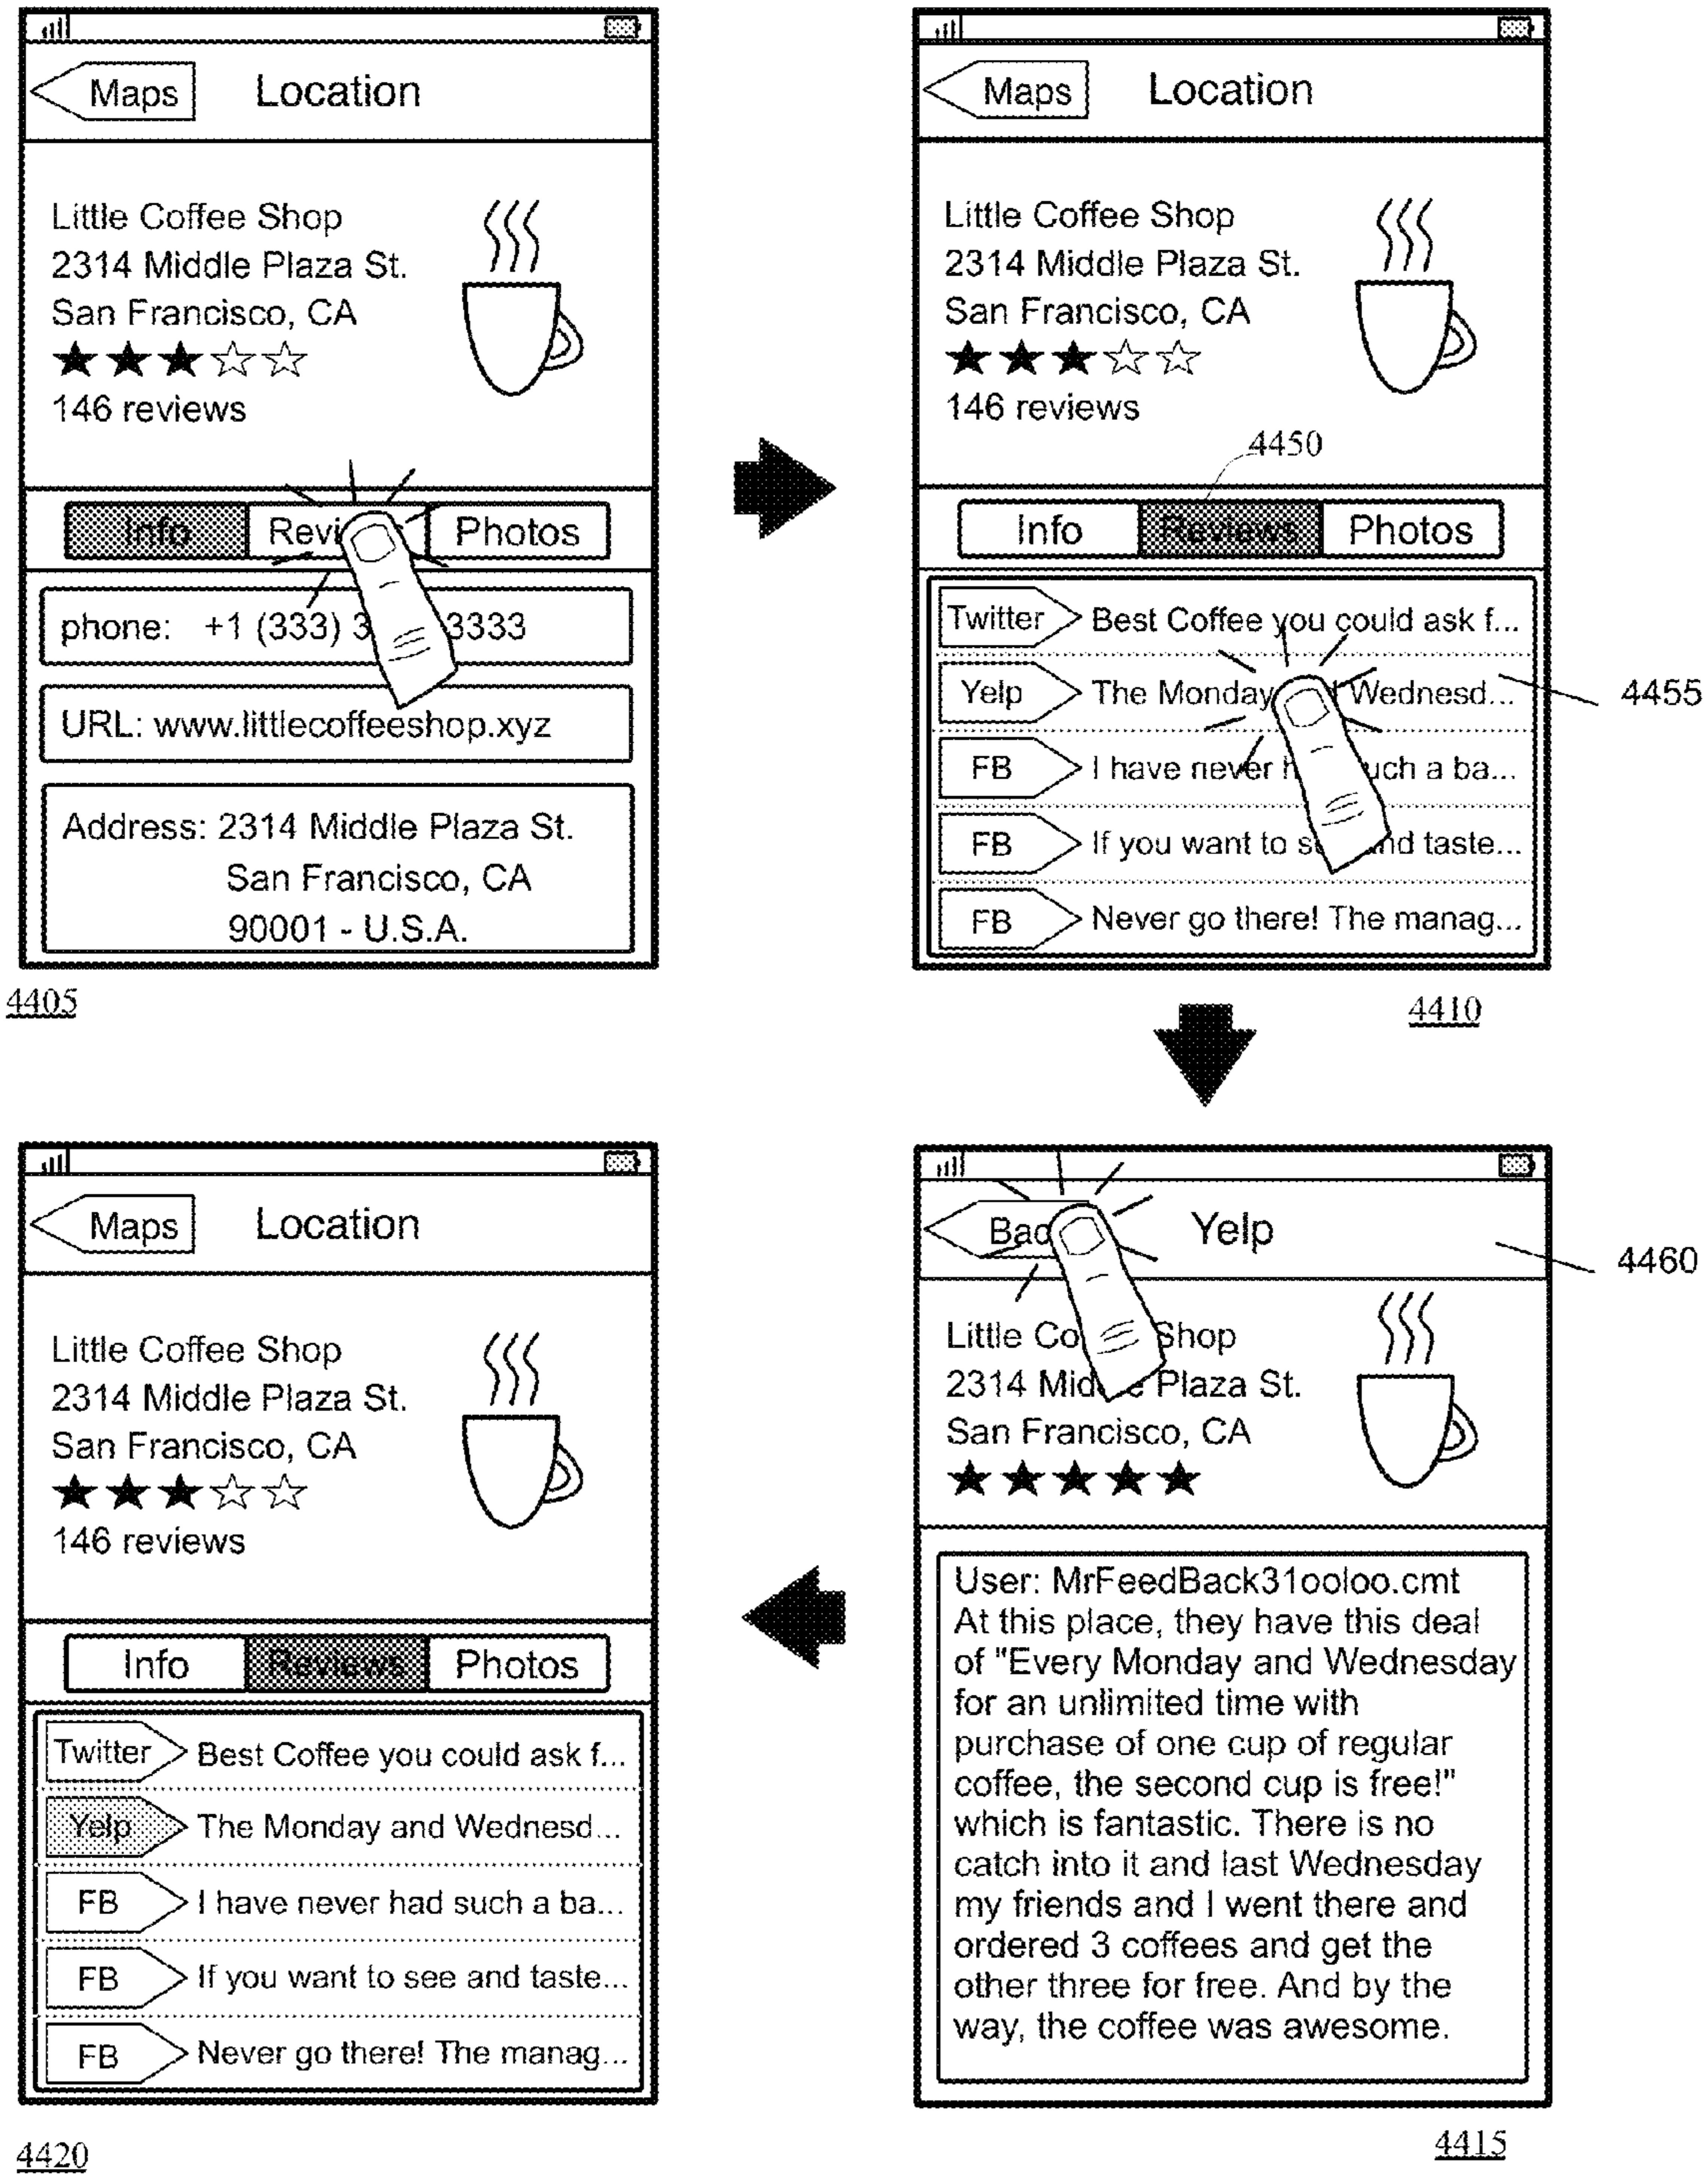 Maps Location
Little Coffee Shop
2314 Middle Plaza St.
San Francisco, CA
146 reviews
Info Photos
phone: +1 (333) 3 3333
URL: www.littlecoffeeshop.xyz
Address: 2314 Middle Plaza St.
San Francisco, CA
90001 - U.S.A.
4405
Maps Location
Little Coffee Shop
2314 Middle Plaza St.
San Francisco, CA
146 reviews
4450
Info Reviews Photos
Twitter Best Coffee you could ask f...
Yelp The Monday Wednesd...
4455
FB I have never such a ba...
FB If you want to and taste...
FB Never go there! The manag...
4410
Yelp
4460
Little Shop
2314 Middle Plaza St.
San Francisco, CA
User: MrFeedBack31ooloo.cmt
At this place, they have this deal
of "Every Monday and Wednesday
for an unlimited time with
purchase of one cup of regular
coffee, the second cup is free!"
which is fantastic. There is no
catch into it and last Wednesday
my friends and I went there and
ordered 3 coffees and get the
other three for free. And by the
way, the coffee was awesome.
4415
Maps Location
Little Coffee Shop
2314 Middle Plaza St.
San Francisco, CA
146 reviews
Info Reviews Photos
Twitter Best Coffee you could ask f...
Yelp The Monday and Wednesd...
FB I have never had such a ba...
FB If you want to see and taste...
FB Never go there! The manag...
4420